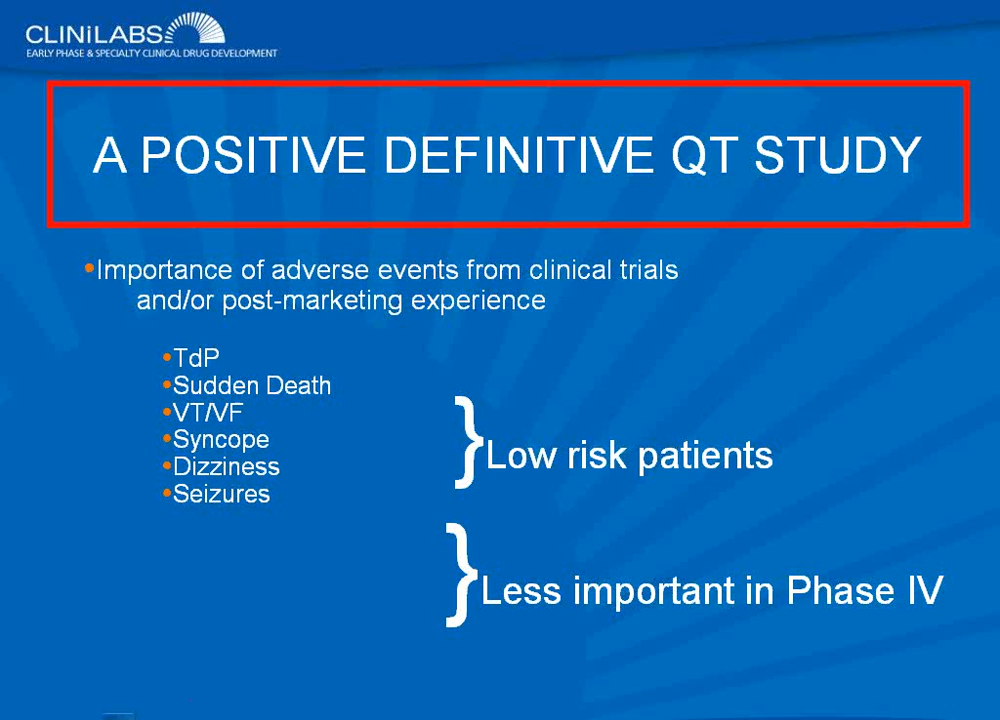 CLINiLABS
EARLY PHASE & SPECIALTY CLINICAL DRUG DEVELOPMENT
A POSITIVE DEFINITIVE QT STUDY
•Importance of adverse events from clinical trials
and/or post-marketing experience
•TdP
•Sudden Death
•VT/VF
•Syncope
•Dizziness
•Seizures
}Low risk patients
}Less important in Phase IV